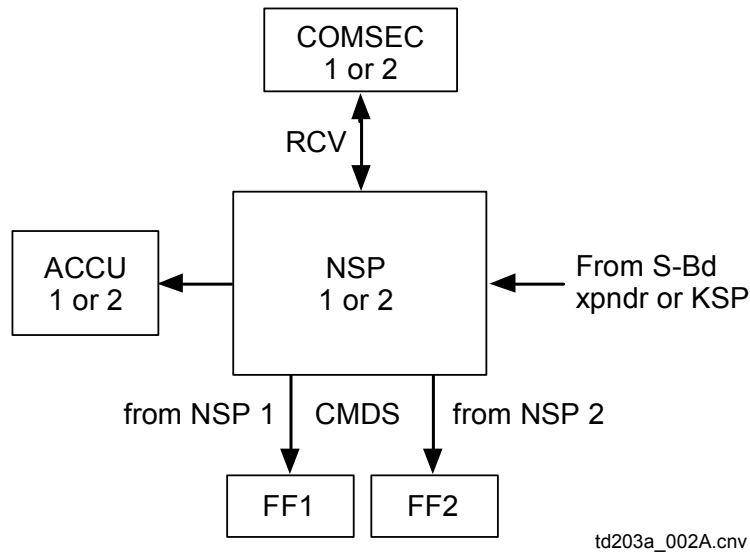 COMSEC
1 or 2
RCV
ACCU
1 or 2
NSP
1 or 2
From S-Bd
xpndr or KSP
from NSP 1
CMDS
from NSP 2
FF1
FF2
td203a_002A.cnv